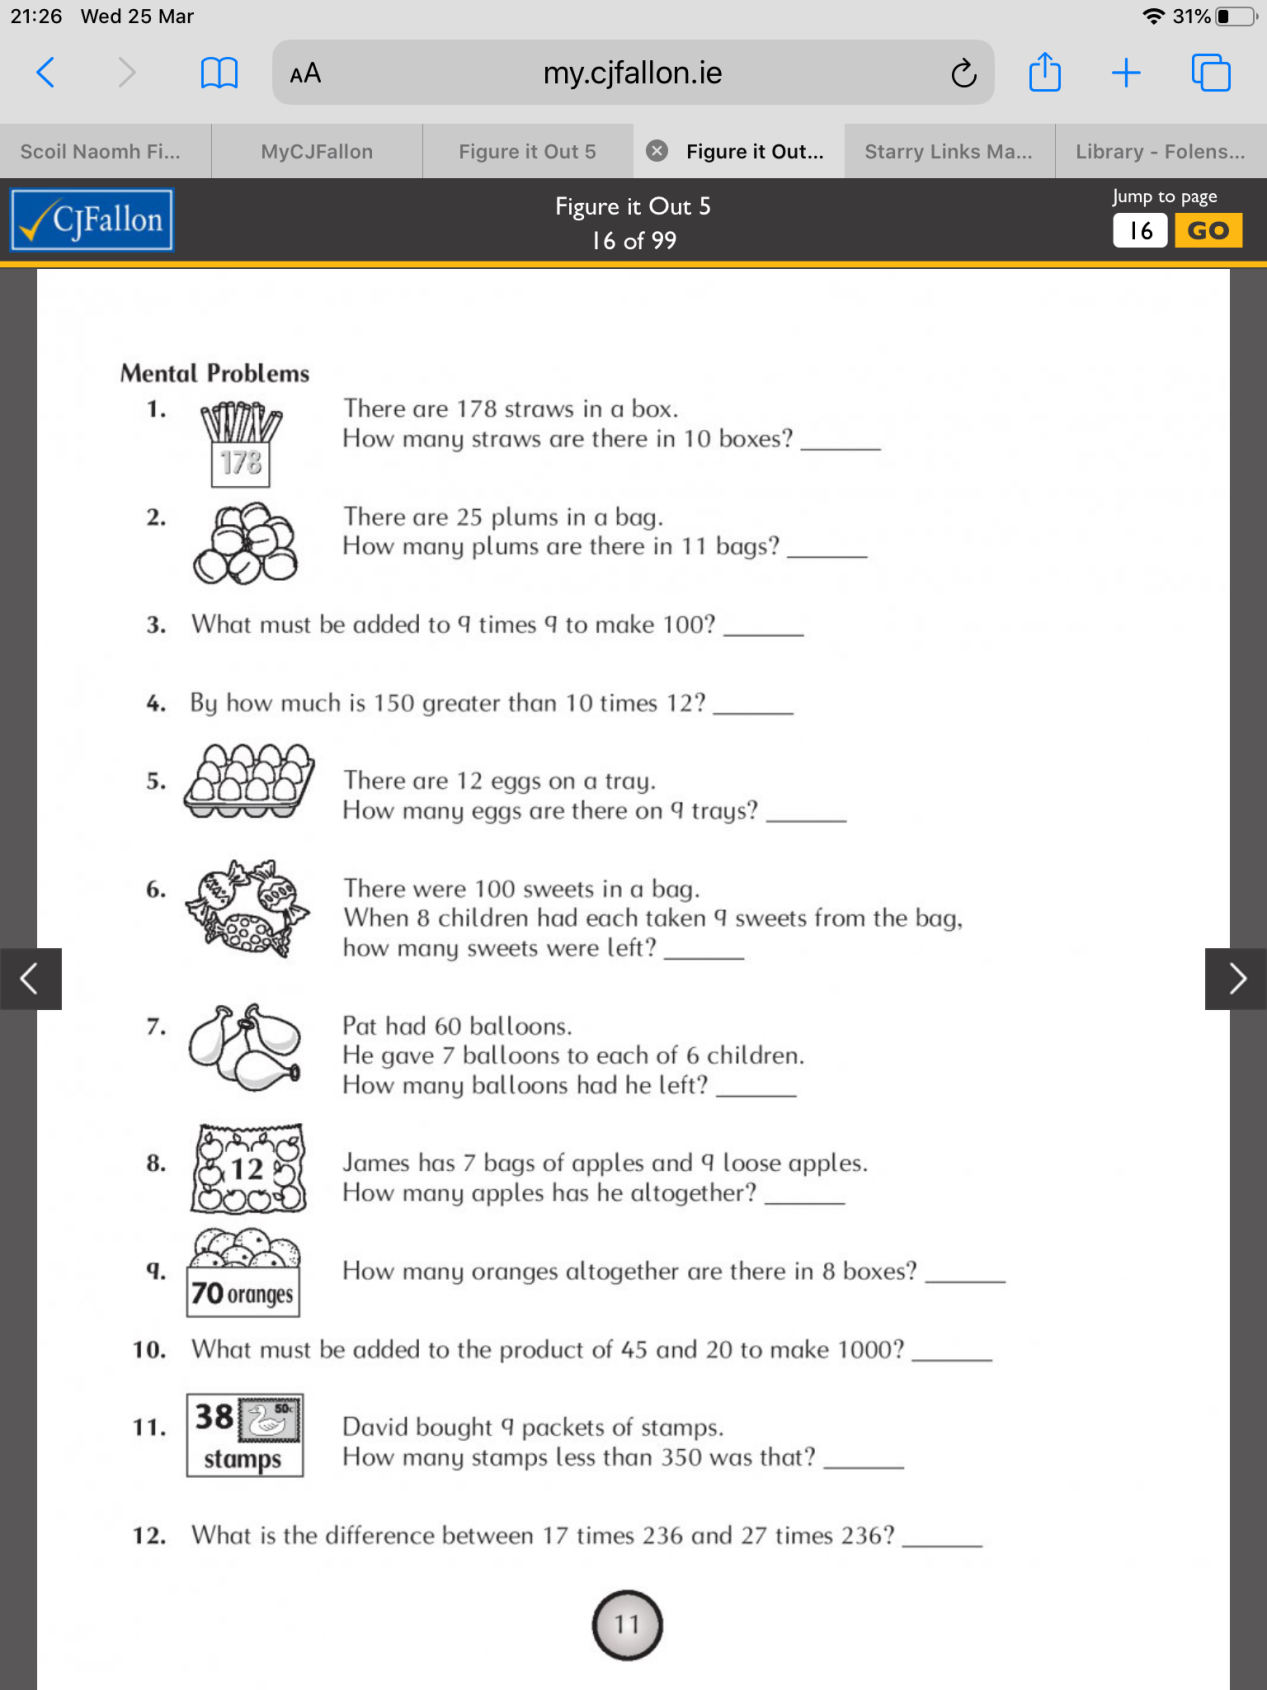 21:26 Wed 25 Mar
31%
AA
my.cjfallon.ie
Scoil Naomh Fi...
MyCJFallon
Figure it Out 5
Figure it Out...
Starry Links Ma...
Library - Folens...
CJFallon
Figure it Out 5
16 of 99
Jump to page
16 GO
Mental Problems
1. There are 178 straws in a box.
178
How many straws are there in 10 boxes? ______
2. There are 25 plums in a bag.
How many plums are there in 11 bags? ______
3. What must be added to 9 times 9 to make 100? ______
4. By how much is 150 greater than 10 times 12? ______
5. There are 12 eggs on a tray.
How many eggs are there on 9 trays? ______
6. There were 100 sweets in a bag.
When 8 children had each taken 9 sweets from the bag,
how many sweets were left? ______
7. Pat had 60 balloons.
He gave 7 balloons to each of 6 children.
How many balloons had he left? ______
8. James has 7 bags of apples and 9 loose apples.
12
How many apples has he altogether? ______
9. How many oranges altogether are there in 8 boxes? ______
70 oranges
10. What must be added to the product of 45 and 20 to make 1000? ______
38
50c
stamps
11. David bought 9 packets of stamps.
How many stamps less than 350 was that? ______
12. What is the difference between 17 times 236 and 27 times 236? ______
11